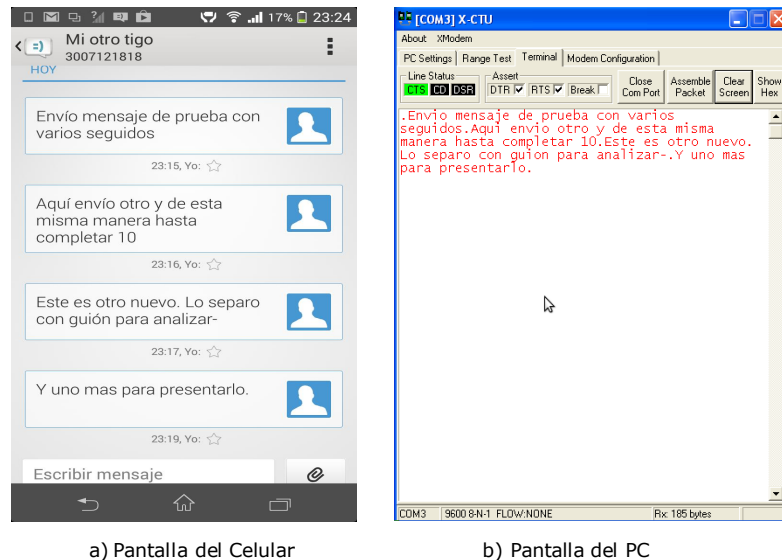 17% 23:24
Mi otro tigo
3007121818
HOY
Envío mensaje de prueba con
varios seguidos
23:15, Yo:
Aquí envío otro y de esta
misma manera hasta
completar 10
23:16, Yo:
Este es otro nuevo. Lo separo
con guión para analizar-
23:17, Yo:
Y uno mas para presentarlo.
23:19, Yo:
Escribir mensaje
a) Pantalla del Celular
[COM3] X-CTU
About XModem
PC Settings Range Test Terminal Modem Configuration
Line Status
CTS CD DSR
Assert
DTR RTS Break
Close
Com Port
Assemble
Packet
Clear
Screen
Show
Hex
.Envio mensaje de prueba con varios
seguidos.Aqui envio otro y de esta misma
manera hasta completar 10.Este es otro nuevo.
Lo separo con guion para analizar-.Y uno mas
para presentarlo.
COM3 9600 8-N-1 FLOW:NONE Rx: 185 bytes
b) Pantalla del PC